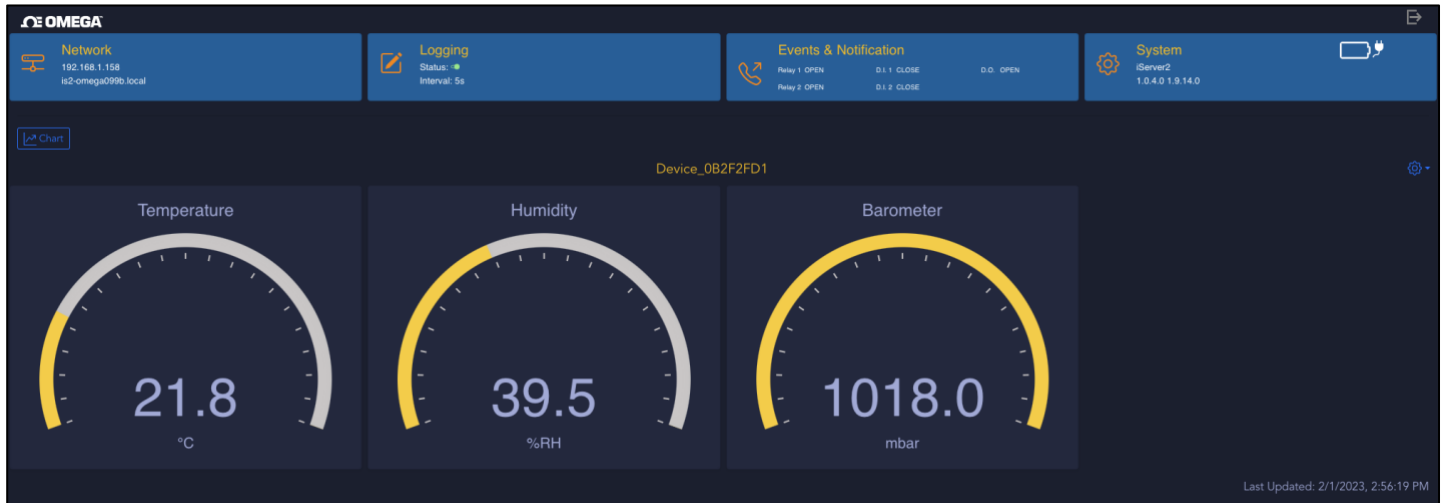 OMEGA
Network
192.168.1.158
is2-omega099b.local
Logging
Status:
Interval: 5s
Events & Notification
Relay 1 OPEN D.I. 1 CLOSE D.O. OPEN
Relay 2 OPEN D.I. 2 CLOSE
System
iServer2
1.0.4.0 1.9.14.0
Chart
Device_0B2F2FD1
Temperature
21.8
°C
Humidity
39.5
%RH
Barometer
1018.0
mbar
Last Updated: 2/1/2023, 2:56:19 PM